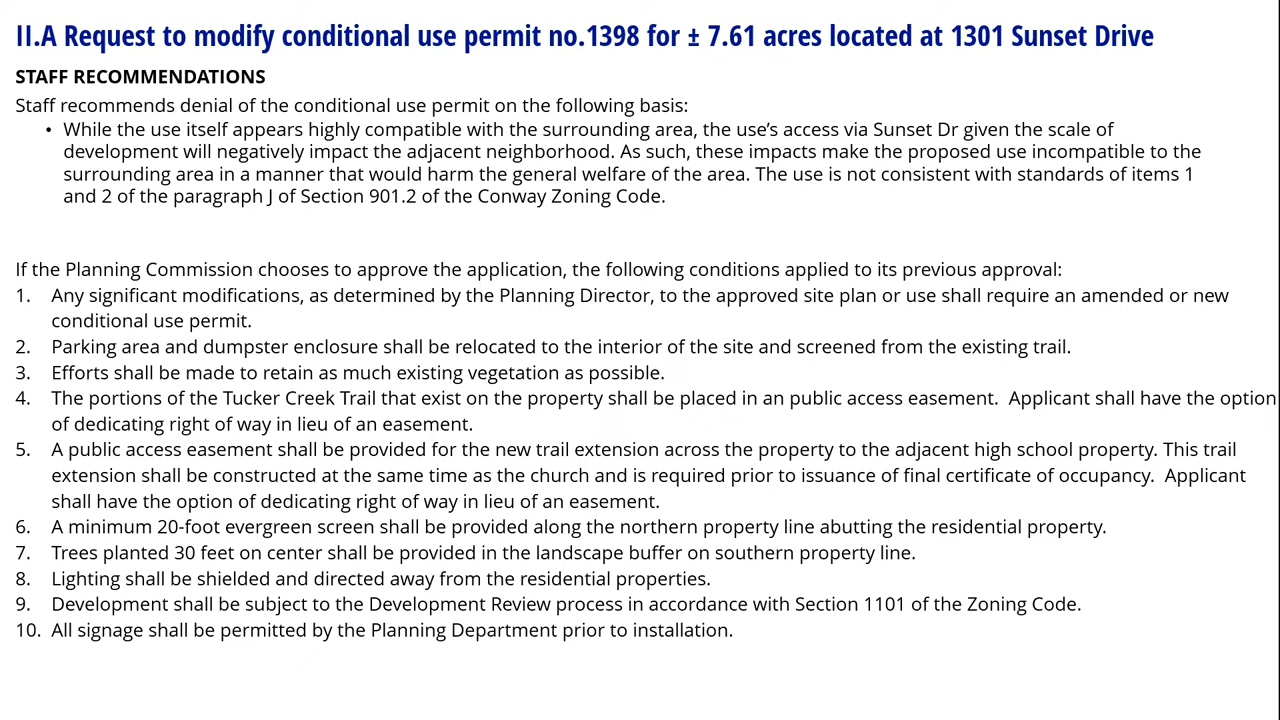 II.A Request to modify conditional use permit no.1398 for ± 7.61 acres located at 1301 Sunset Drive
STAFF RECOMMENDATIONS
Staff recommends denial of the conditional use permit on the following basis:
• While the use itself appears highly compatible with the surrounding area, the use's access via Sunset Dr given the scale of
development will negatively impact the adjacent neighborhood. As such, these impacts make the proposed use incompatible to the
surrounding area in a manner that would harm the general welfare of the area. The use is not consistent with standards of items 1
and 2 of the paragraph J of Section 901.2 of the Conway Zoning Code.
If the Planning Commission chooses to approve the application, the following conditions applied to its previous approval:
1. Any significant modifications, as determined by the Planning Director, to the approved site plan or use shall require an amended or new
conditional use permit.
2. Parking area and dumpster enclosure shall be relocated to the interior of the site and screened from the existing trail.
3. Efforts shall be made to retain as much existing vegetation as possible.
4. The portions of the Tucker Creek Trail that exist on the property shall be placed in an public access easement. Applicant shall have the option
of dedicating right of way in lieu of an easement.
5. A public access easement shall be provided for the new trail extension across the property to the adjacent high school property. This trail
extension shall be constructed at the same time as the church and is required prior to issuance of final certificate of occupancy. Applicant
shall have the option of dedicating right of way in lieu of an easement.
6. A minimum 20-foot evergreen screen shall be provided along the northern property line abutting the residential property.
7. Trees planted 30 feet on center shall be provided in the landscape buffer on southern property line.
8. Lighting shall be shielded and directed away from the residential properties.
9. Development shall be subject to the Development Review process in accordance with Section 1101 of the Zoning Code.
10. All signage shall be permitted by the Planning Department prior to installation.